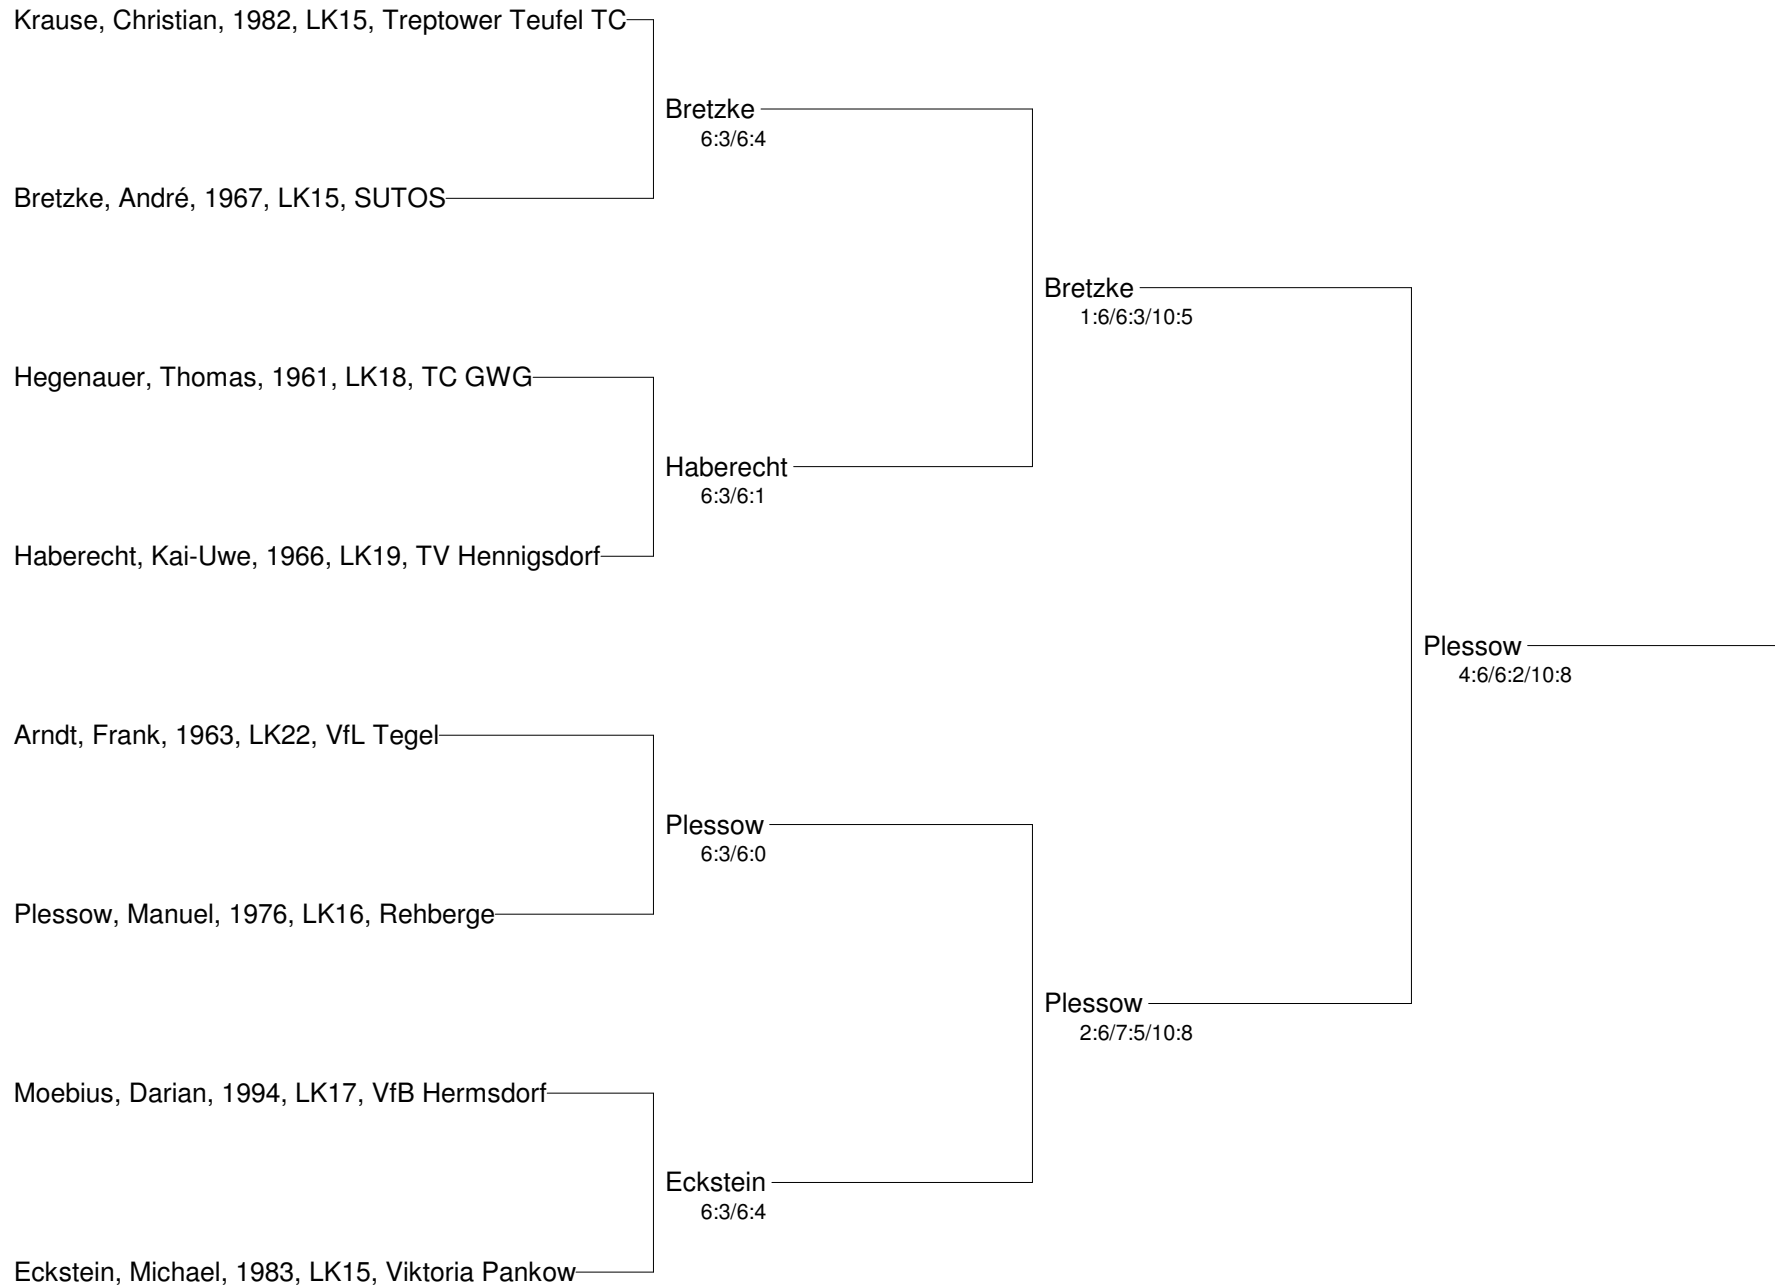 Krause, Christian, 1982, LK15, Treptower Teufel TC
Bretzke
6:3/6:4
Bretzke, André, 1967, LK15, SUTOS
Bretzke
1:6/6:3/10:5
Hegenauer, Thomas, 1961, LK18, TC GWG
Haberecht
6:3/6:1
Haberecht, Kai-Uwe, 1966, LK19, TV Hennigsdorf
Plessow
4:6/6:2/10:8
Arndt, Frank, 1963, LK22, VfL Tegel
Plessow
6:3/6:0
Plessow, Manuel, 1976, LK16, Rehberge
Plessow
2:6/7:5/10:8
Moebius, Darian, 1994, LK17, VfB Hermsdorf
Eckstein
6:3/6:4
Eckstein, Michael, 1983, LK15, Viktoria Pankow